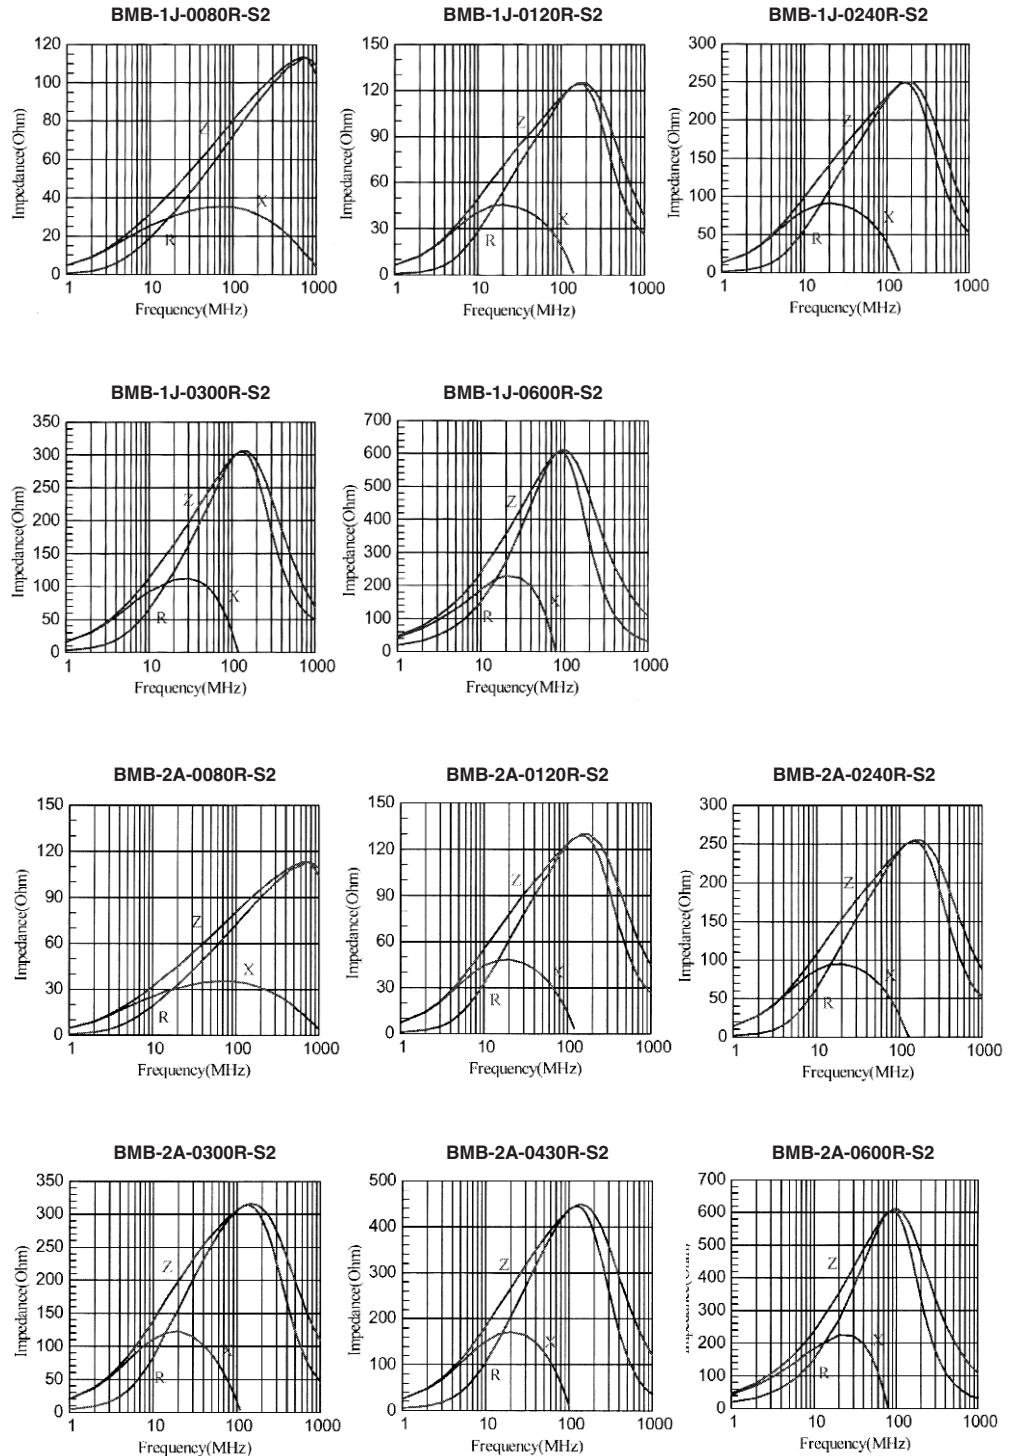 BMB-1J-0080R-S2
120
100
80
60
40
20
0
Impedance(Ohm)
Z
X
R
1 10 100 1000
Frequency(MHz)
BMB-1J-0120R-S2
150
120
90
60
30
0
Impedance(Ohm)
Z
X
R
1 10 100 1000
Frequency(MHz)
BMB-1J-0240R-S2
300
250
200
150
100
50
0
Impedance(Ohm)
Z
X
R
1 10 100 1000
Frequency(MHz)
BMB-1J-0300R-S2
350
300
250
200
150
100
50
0
Impedance(Ohm)
Z
X
R
1 10 100 1000
Frequency(MHz)
BMB-1J-0600R-S2
700
600
500
400
300
200
100
0
Impedance(Ohm)
Z
X
R
1 10 100 1000
Frequency(MHz)
BMB-2A-0080R-S2
150
120
90
60
30
0
Impedance(Ohm)
Z
X
R
1 10 100 1000
Frequency(MHz)
BMB-2A-0120R-S2
150
120
90
60
30
0
Impedance(Ohm)
Z
X
R
1 10 100 1000
Frequency(MHz)
BMB-2A-0240R-S2
300
250
200
150
100
50
0
Impedance(Ohm)
Z
X
R
1 10 100 1000
Frequency(MHz)
BMB-2A-0300R-S2
350
300
250
200
150
100
50
0
Impedance(Ohm)
Z
X
R
1 10 100 1000
Frequency(MHz)
BMB-2A-0430R-S2
500
400
300
200
100
0
Impedance(Ohm)
Z
X
R
1 10 100 1000
Frequency(MHz)
BMB-2A-0600R-S2
700
600
500
400
300
200
100
0
Z
X
R
1 10 100 1000
Frequency(MHz)